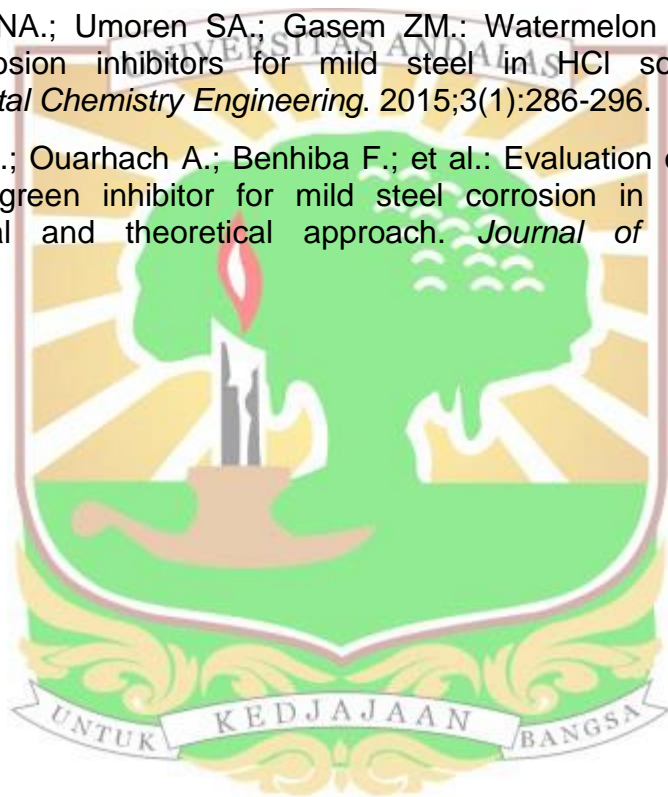 NA.; Umoren SA.; Gasem ZM.: Watermelon
osion inhibitors for mild steel in HCl so
tal Chemistry Engineering. 2015;3(1):286-296.
.; Ouarhach A.; Benhiba F.; et al.: Evaluation
green inhibitor for mild steel corrosion in
al and theoretical approach. Journal of
UNIVERSITAS ANDALAS
UNTUK KEDJAJAAN BANGSA